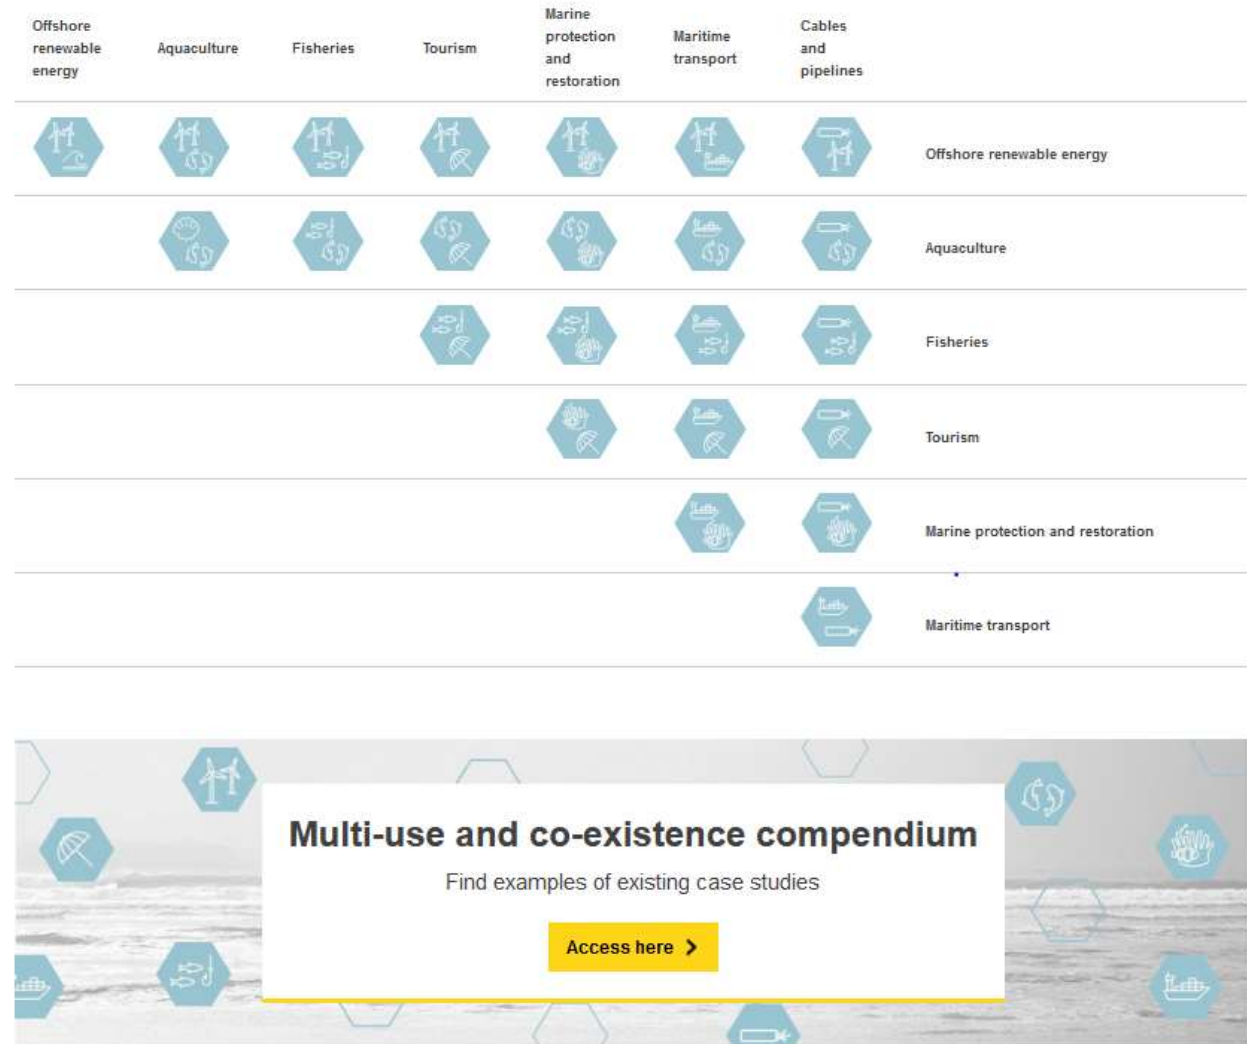 Offshore
renewable
energy
Aquaculture
Fisheries
Tourism
Marine
protection
and
restoration
Maritime
transport
Cables
and
pipelines
Offshore renewable energy
Aquaculture
Fisheries
Tourism
Marine protection and restoration
Maritime transport
Multi-use and co-existence compendium
Find examples of existing case studies
Access here